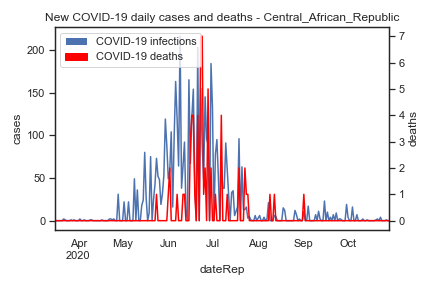 New COVID-19 daily cases and deaths - Central_African_Republic
COVID-19 infections
COVID-19 deaths
cases
200
150
100
50
0
deaths
7
6
5
4
3
2
1
0
Apr May Jun Jul Aug Sep Oct
2020
dateRep